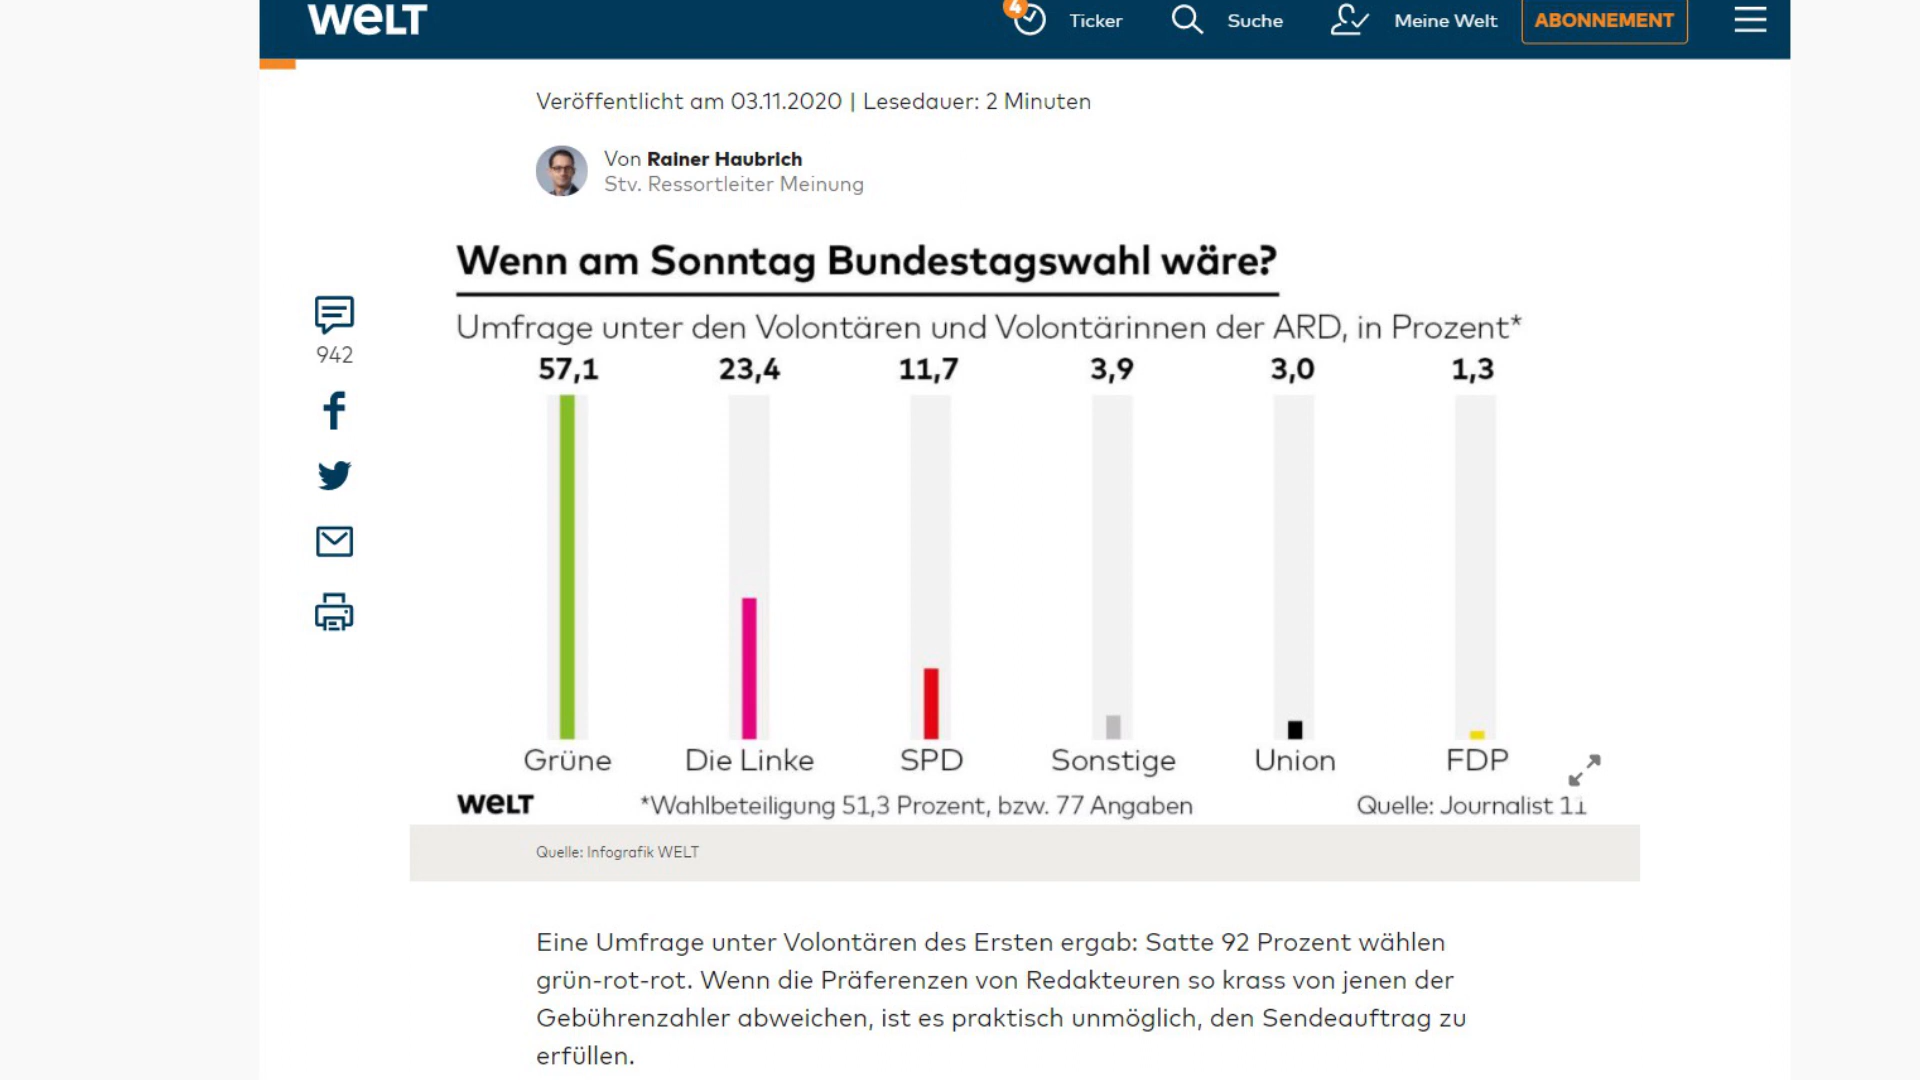 WELT
4
Ticker
Suche
Meine Welt
ABONNEMENT
Veröffentlicht am 03.11.2020 | Lesedauer: 2 Minuten
Von Rainer Haubrich
Stv. Ressortleiter Meinung
942
Wenn am Sonntag Bundestagswahl wäre?
Umfrage unter den Volontären und Volontärinnen der ARD, in Prozent*
57,1 23,4 11,7 3,9 3,0 1,3
Grüne Die Linke SPD Sonstige Union FDP
WELT *Wahlbeteiligung 51,3 Prozent, bzw. 77 Angaben Quelle: Journalist 11
Quelle: Infografik WELT
Eine Umfrage unter Volontären des Ersten ergab: Satte 92 Prozent wählen
grün-rot-rot. Wenn die Präferenzen von Redakteuren so krass von jenen der
Gebührenzahler abweichen, ist es praktisch unmöglich, den Sendeauftrag zu
erfüllen.